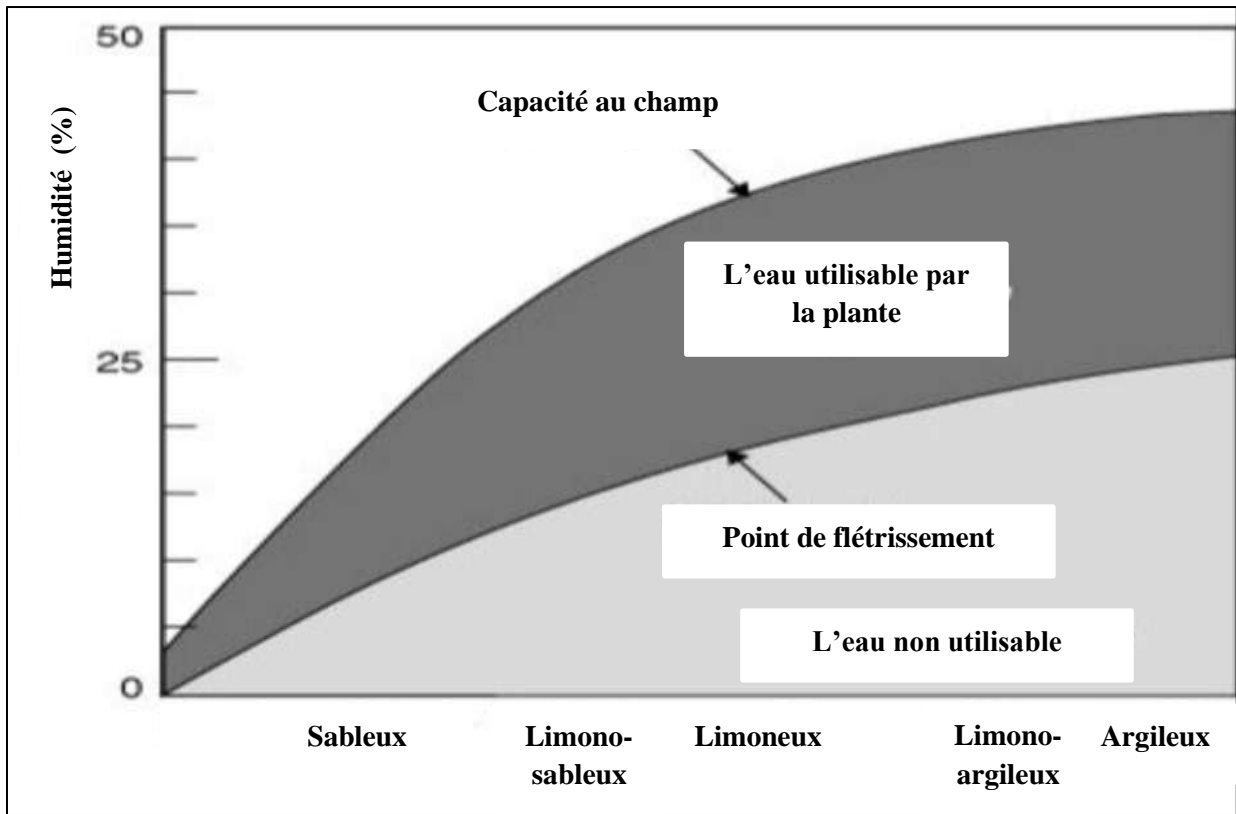 50
Capacité au champ
Humidité (%)
L’eau utilisable par
la plante
25
Point de flétrissement
L’eau non utilisable
0
Sableux
Limono-
sableux
Limoneux
Limono-
argileux
Argileux